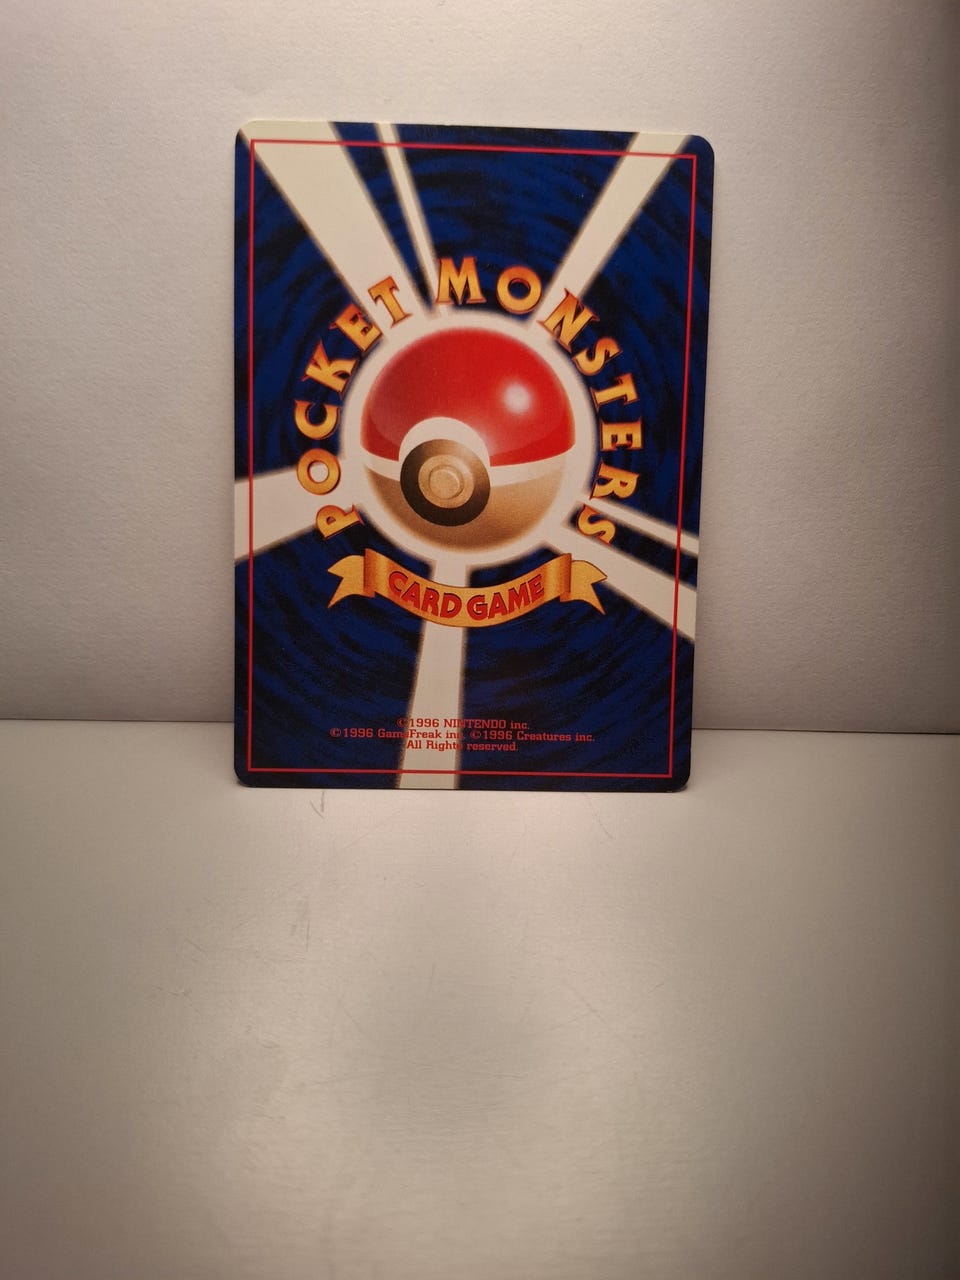 POCKET MONSTERS
CARD GAME
©1996 NINTENDO inc.
©1996 GameFreak inc. ©1996 Creatures inc.
All Rights reserved.